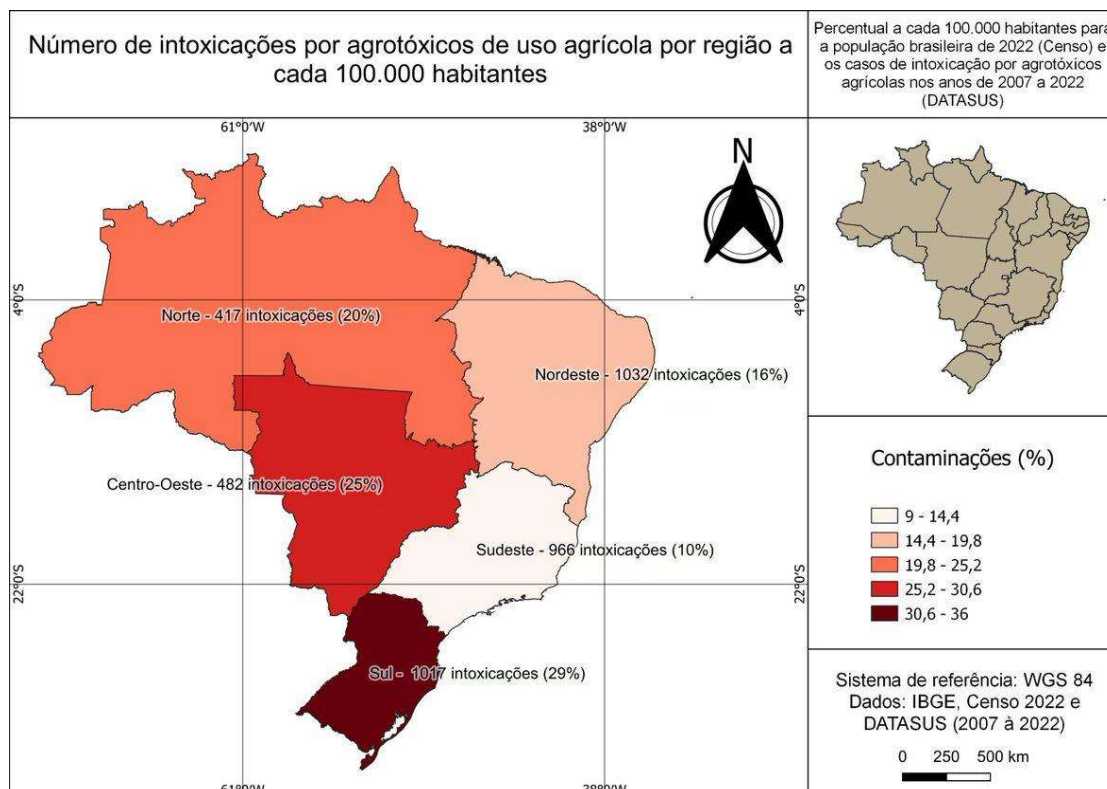 Número de intoxicações por agrotóxicos de uso agrícola por região a
cada 100.000 habitantes
Percentual a cada 100.000 habitantes para
a população brasileira de 2022 (Censo) e
os casos de intoxicação por agrotóxicos
agrícolas nos anos de 2007 a 2022
(DATASUS)
61°0′W
38°0′W
N
4°0′S
4°0′S
Norte - 417 intoxicações (20%)
Nordeste - 1032 intoxicações (16%)
Centro-Oeste - 482 intoxicações (25%)
Sudeste - 966 intoxicações (10%)
22°0′S
22°0′S
Sul - 1017 intoxicações (29%)
61°0′W
38°0′W
Contaminações (%)
9 - 14,4
14,4 - 19,8
19,8 - 25,2
25,2 - 30,6
30,6 - 36
Sistema de referência: WGS 84
Dados: IBGE, Censo 2022 e
DATASUS (2007 à 2022)
0 250 500 km